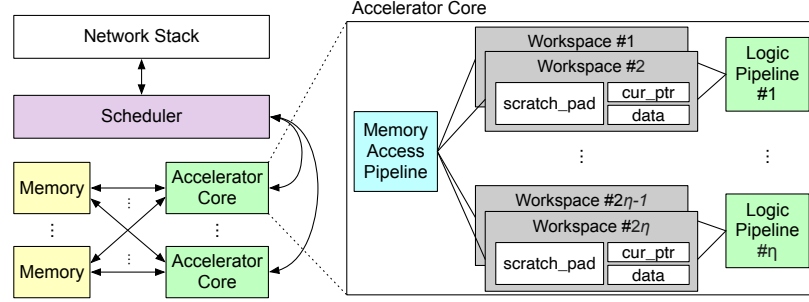 Accelerator Core
Network Stack
Scheduler
Memory
Accelerator
Core
Memory
Accelerator
Core
Memory
Access
Pipeline
Workspace #1
Workspace #2
scratch_pad
cur_ptr
data
Logic
Pipeline
#1
Workspace #2η-1
Workspace #2η
scratch_pad
cur_ptr
data
Logic
Pipeline
#η